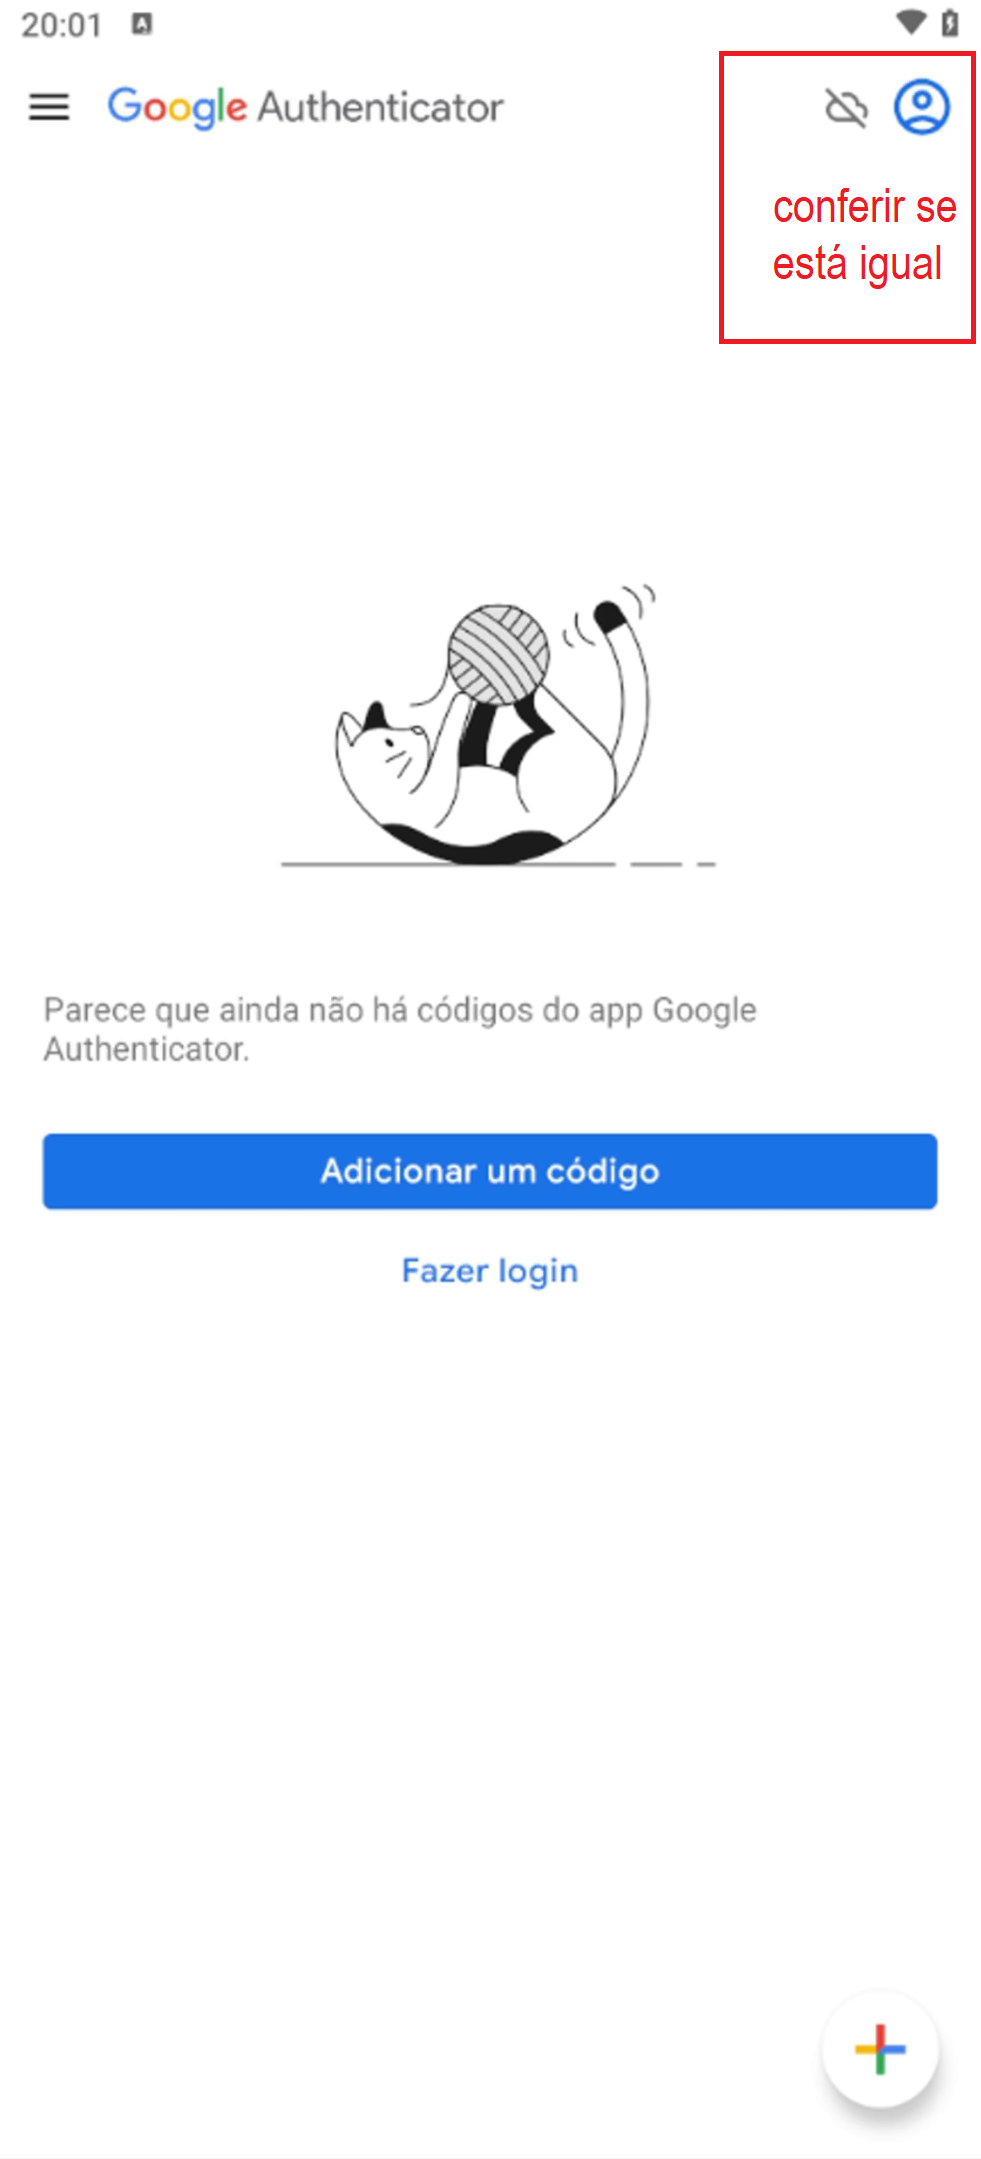 20:01
Google Authenticator
conferir se
está igual
Parece que ainda não há códigos do app Google
Authenticator.
Adicionar um código
Fazer login